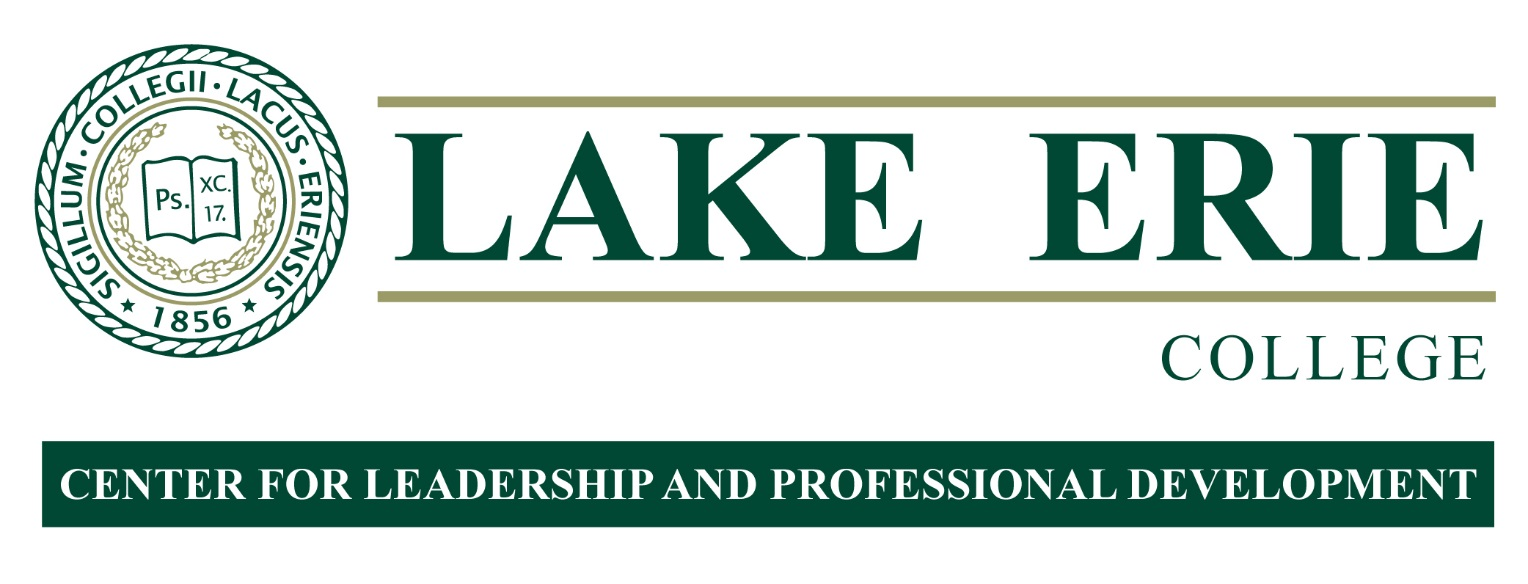 SIGILLUM · COLLEGII · LACUS · ERIENSIS
★ 1856 ★
Ps. XC.
17.
LAKE ERIE
COLLEGE
CENTER FOR LEADERSHIP AND PROFESSIONAL DEVELOPMENT